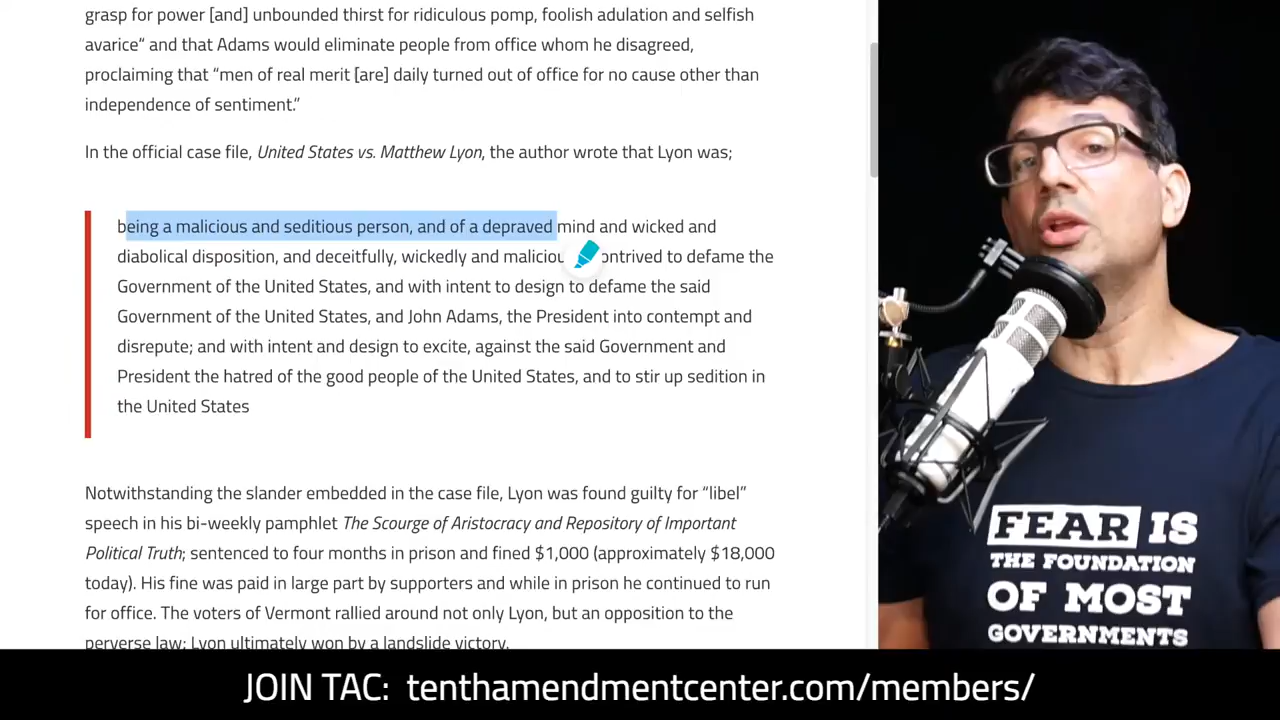 grasp for power [and] unbounded thirst for ridiculous pomp, foolish adulation and selfish
avarice“ and that Adams would eliminate people from office whom he disagreed,
proclaiming that “men of real merit [are] daily turned out of office for no cause other than
independence of sentiment.”
In the official case file, United States vs. Matthew Lyon, the author wrote that Lyon was;
being a malicious and seditious person, and of a depraved mind and wicked and
diabolical disposition, and deceitfully, wickedly and
to defame the
Government of the United States, and with intent to design to defame the said
Government of the United States, and John Adams, the President into contempt and
disrepute; and with intent and design to excite, against the said Government and
President the hatred of the good people of the United States, and to stir up sedition in
the United States
Notwithstanding the slander embedded in the case file, Lyon was found guilty for “libel”
speech in his bi-weekly pamphlet The Scourge of Aristocracy and Repository of Important
Political Truth; sentenced to four months in prison and fined $1,000 (approximately $18,000
today). His fine was paid in large part by supporters and while in prison he continued to run
for office. The voters of Vermont rallied around not only Lyon, but an opposition to the
perverse law; Lyon ultimately won by a landslide victory.
FEAR IS
THE FOUNDATION
OF MOST
GOVERNMENTS
JOIN TAC: tenthamendmentcenter.com/members/